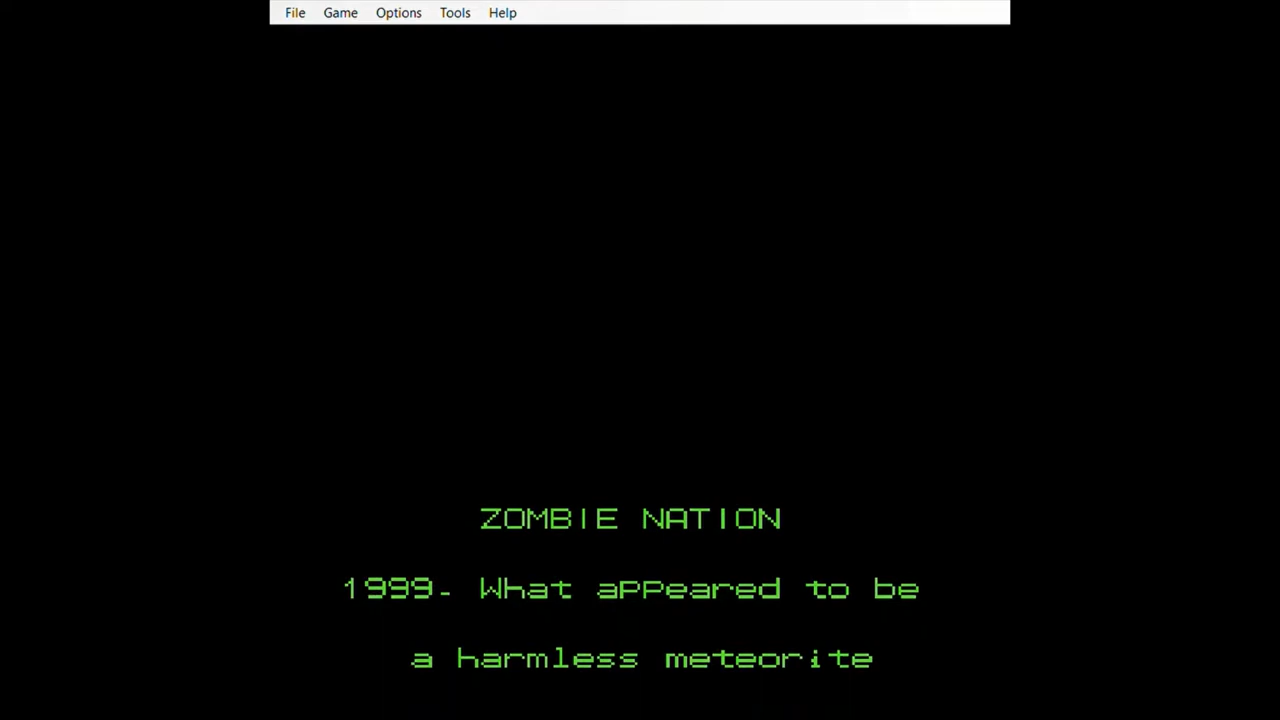 File Game Options Tools Help
ZOMBIE NATION
1999. What appeared to be
a harmless meteorite